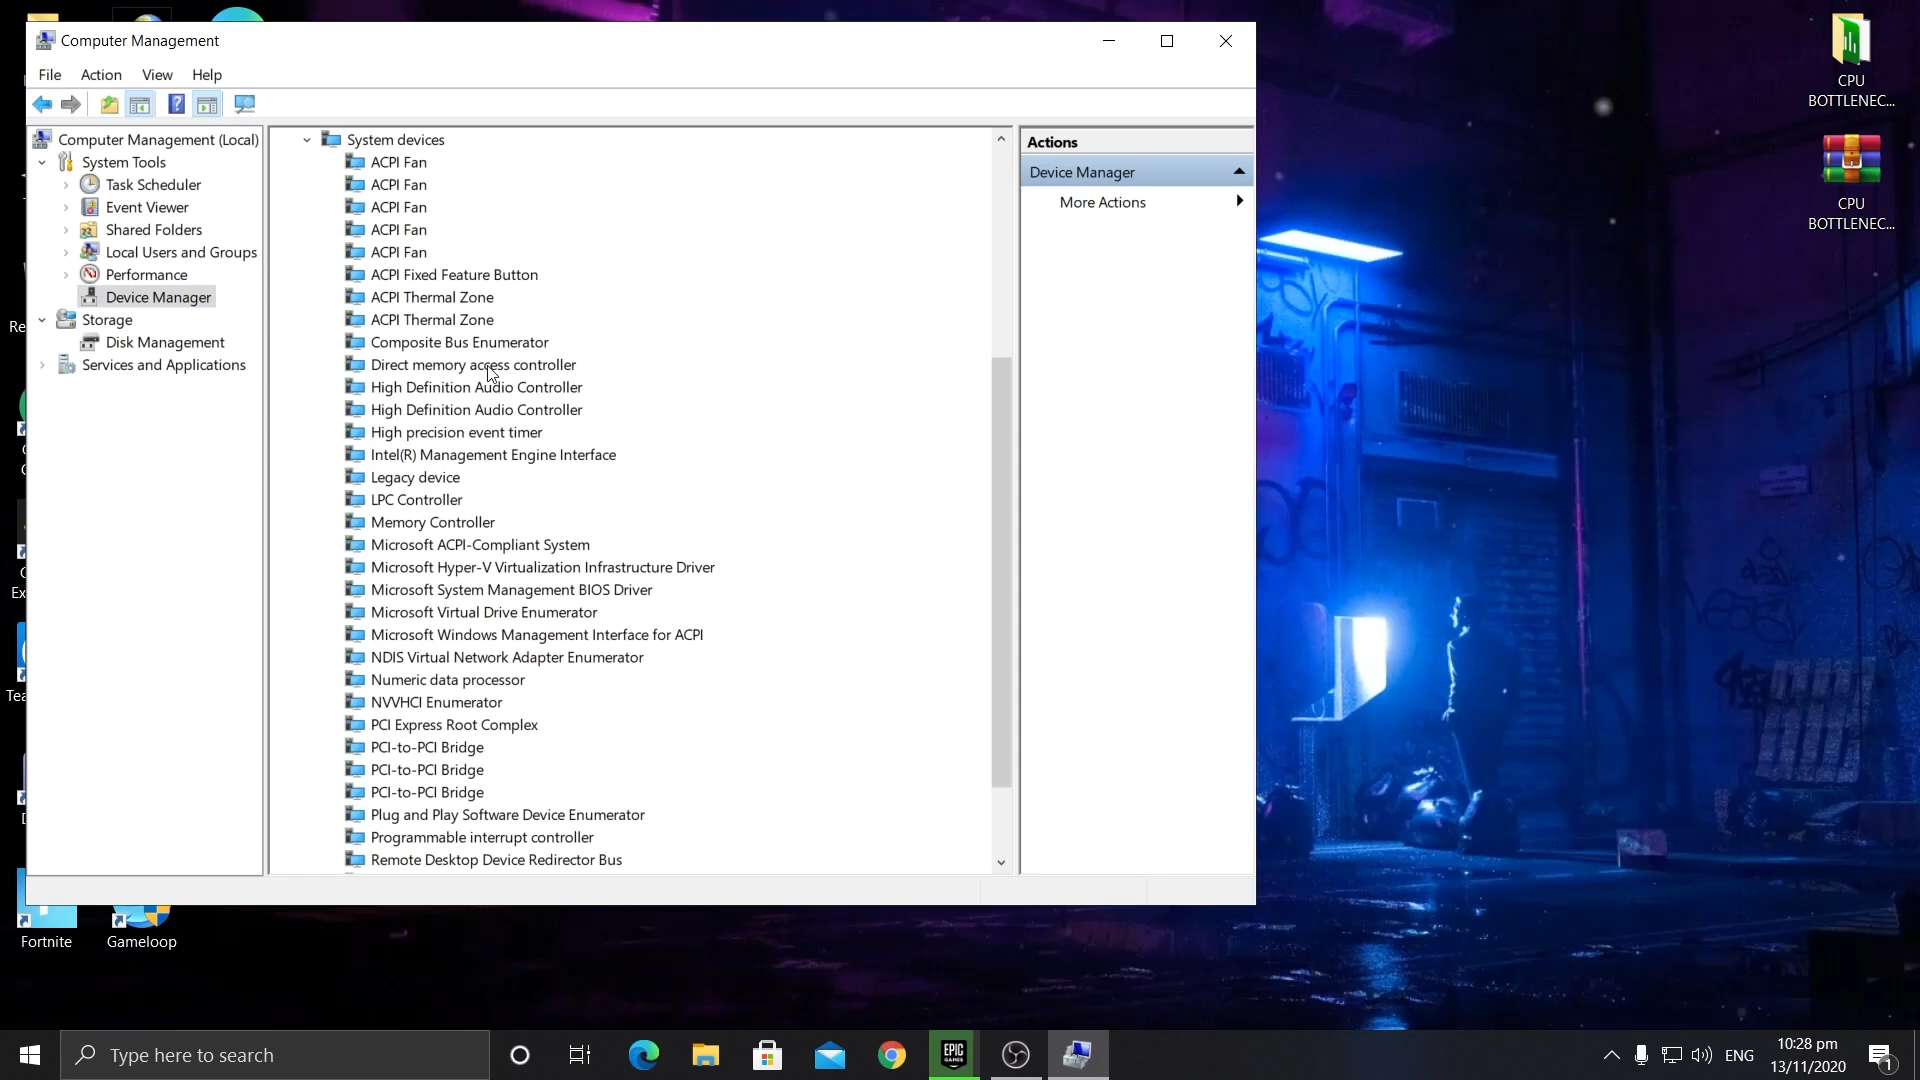 Computer Management
File Action View Help
Computer Management (Local)
System Tools
Task Scheduler
Event Viewer
Shared Folders
Local Users and Groups
Performance
Device Manager
Storage
Disk Management
Services and Applications
System devices
ACPI Fan
ACPI Fan
ACPI Fan
ACPI Fan
ACPI Fan
ACPI Fixed Feature Button
ACPI Thermal Zone
ACPI Thermal Zone
Composite Bus Enumerator
Direct memory access controller
High Definition Audio Controller
High Definition Audio Controller
High precision event timer
Intel(R) Management Engine Interface
Legacy device
LPC Controller
Memory Controller
Microsoft ACPI-Compliant System
Microsoft Hyper-V Virtualization Infrastructure Driver
Microsoft System Management BIOS Driver
Microsoft Virtual Drive Enumerator
Microsoft Windows Management Interface for ACPI
NDIS Virtual Network Adapter Enumerator
Numeric data processor
NVVHCI Enumerator
PCI Express Root Complex
PCI-to-PCI Bridge
PCI-to-PCI Bridge
PCI-to-PCI Bridge
Plug and Play Software Device Enumerator
Programmable interrupt controller
Remote Desktop Device Redirector Bus
Actions
Device Manager
More Actions
CPU
BOTTLENEC...
CPU
BOTTLENEC...
Re
Ex
Tea
Fortnite
Gameloop
Type here to search
EPIC
GAMES
ENG
10:28 pm
13/11/2020
1